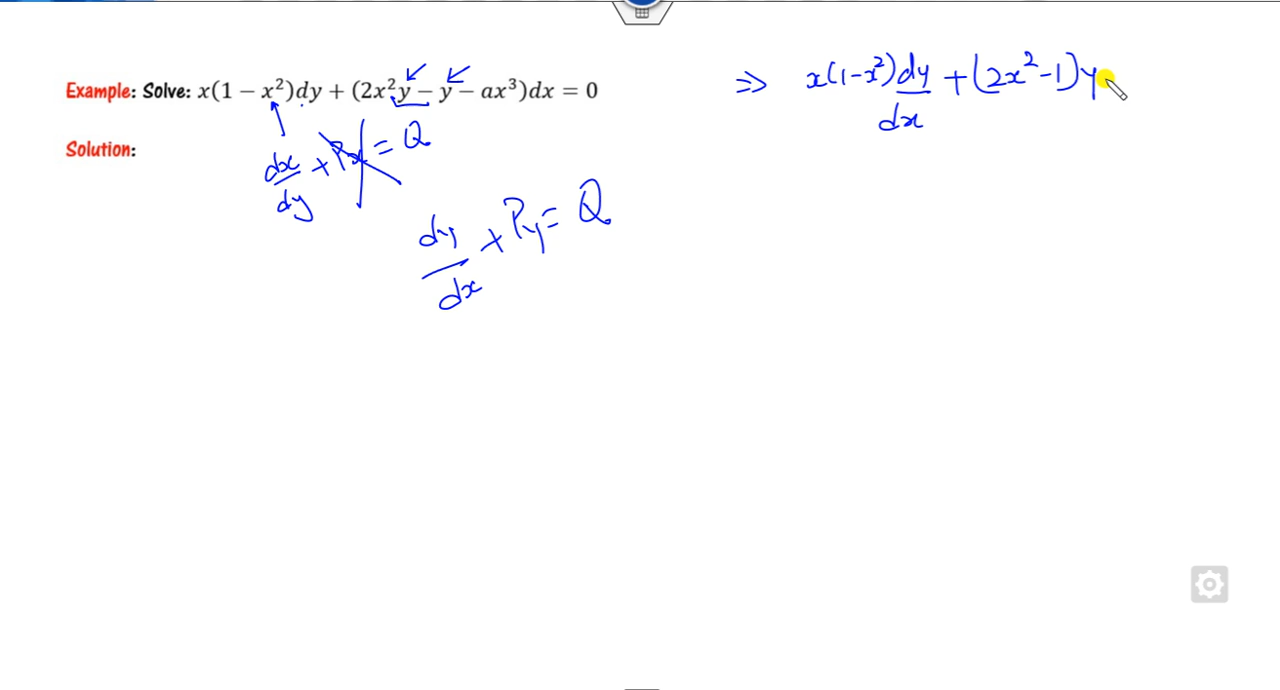 Example: Solve: x(1 − x²)dy + (2x²y − y − ax³)dx = 0
⇒ x(1-x²) dy/dx + (2x²-1)y
Solution:
dx/dy + Px = Q
dy/dx + Py = Q